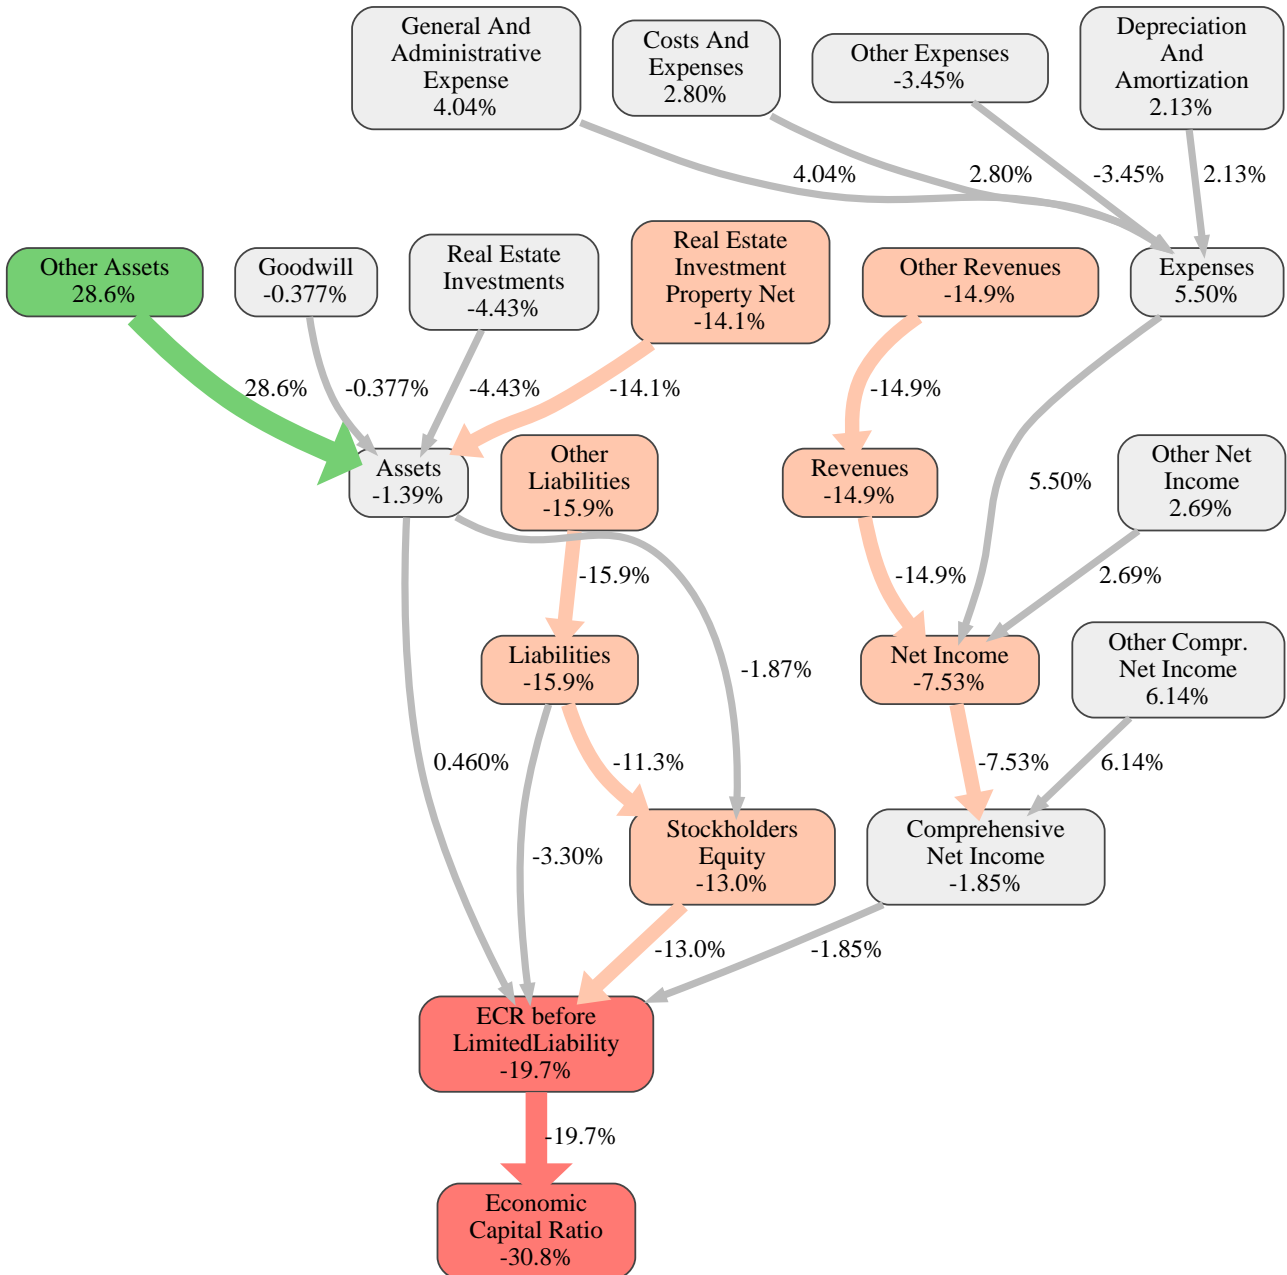 General And
Administrative
Expense
4.04%
Costs And
Expenses
2.80%
Other Expenses
-3.45%
Depreciation
And
Amortization
2.13%
4.04%
2.80%
-3.45%
2.13%
Other Assets
28.6%
Goodwill
-0.377%
Real Estate
Investments
-4.43%
Real Estate
Investment
Property Net
-14.1%
Other Revenues
-14.9%
Expenses
5.50%
28.6%
-0.377%
-4.43%
-14.1%
-14.9%
5.50%
Assets
-1.39%
Other
Liabilities
-15.9%
Revenues
-14.9%
Other Net
Income
2.69%
-15.9%
-14.9%
2.69%
Liabilities
-15.9%
-1.87%
Net Income
-7.53%
Other Compr.
Net Income
6.14%
0.460%
-11.3%
-7.53%
6.14%
-3.30%
Stockholders
Equity
-13.0%
Comprehensive
Net Income
-1.85%
-13.0%
-1.85%
ECR before
LimitedLiability
-19.7%
-19.7%
Economic
Capital Ratio
-30.8%